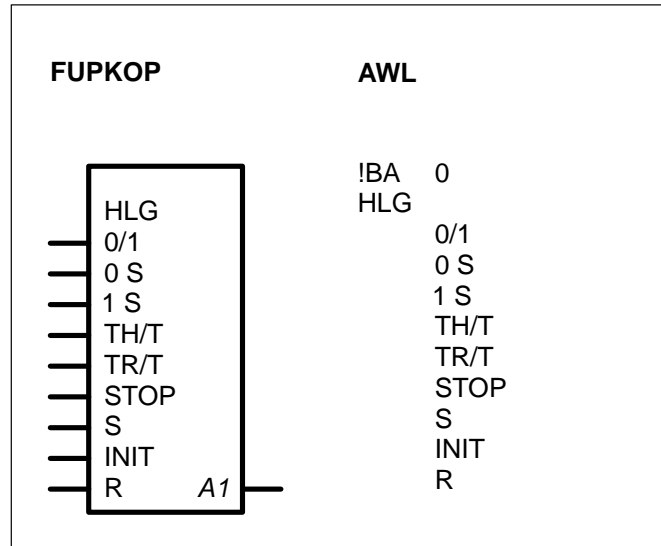 FUPKOP
HLG
0/1
0 S
1 S
TH/T
TR/T
STOP
S
INIT
R A1
AWL
!BA 0
HLG
0/1
0 S
1 S
TH/T
TR/T
STOP
S
INIT
R